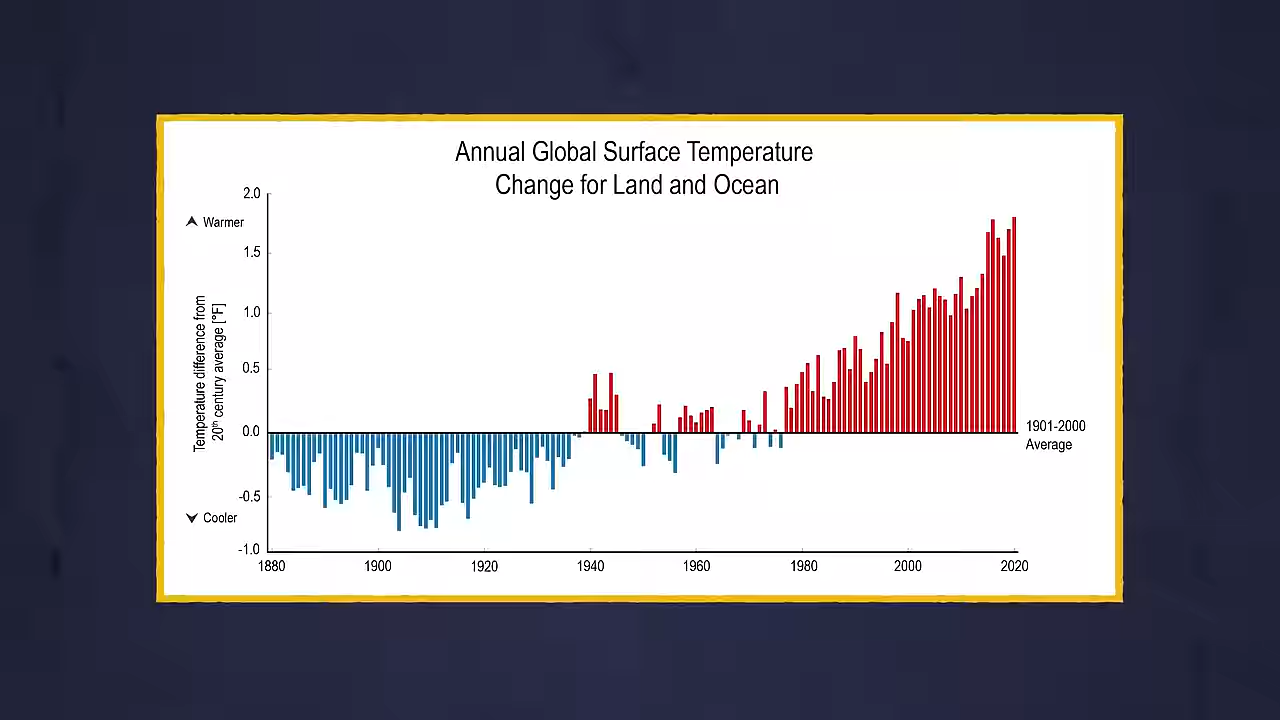 Annual Global Surface Temperature
Change for Land and Ocean
2.0
Warmer
1.5
1.0
0.5
0.0
-0.5
-1.0
Cooler
Temperature difference from
20th century average [°F]
1901-2000
Average
1880 1900 1920 1940 1960 1980 2000 2020